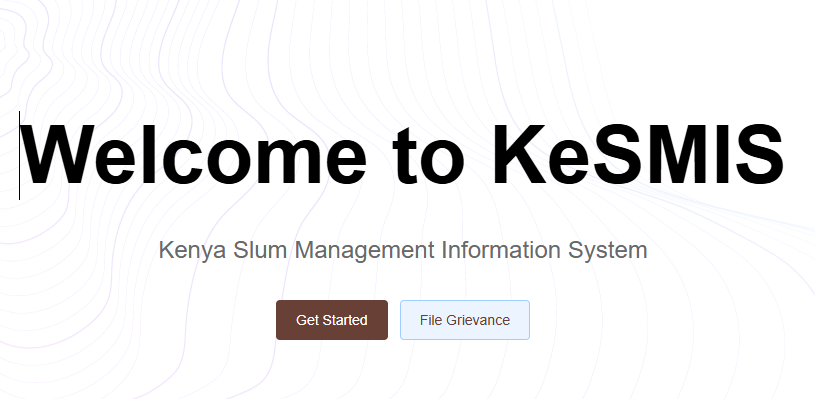 Welcome to KeSMIS
Kenya Slum Management Information System
Get Started
File Grievance